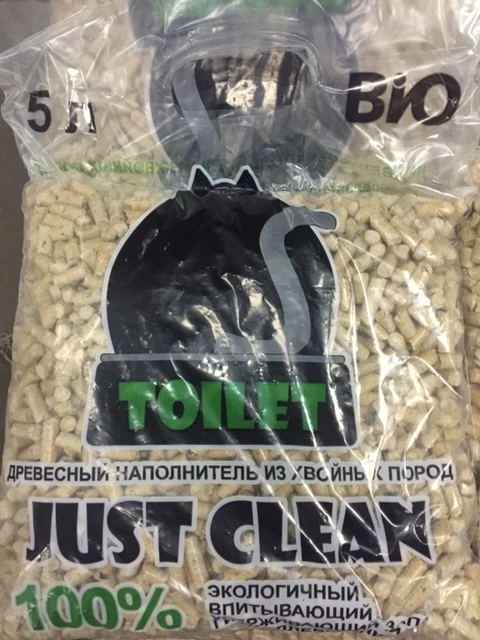 5 л
BiO
TOILET
ДРЕВЕСНЫЙ НАПОЛНИТЕЛЬ ИЗ ХВОЙНЫХ ПОРОД
JUST CLEAN
100%
ЭКОЛОГИЧНЫЙ
ВПИТЫВАЮЩИЙ